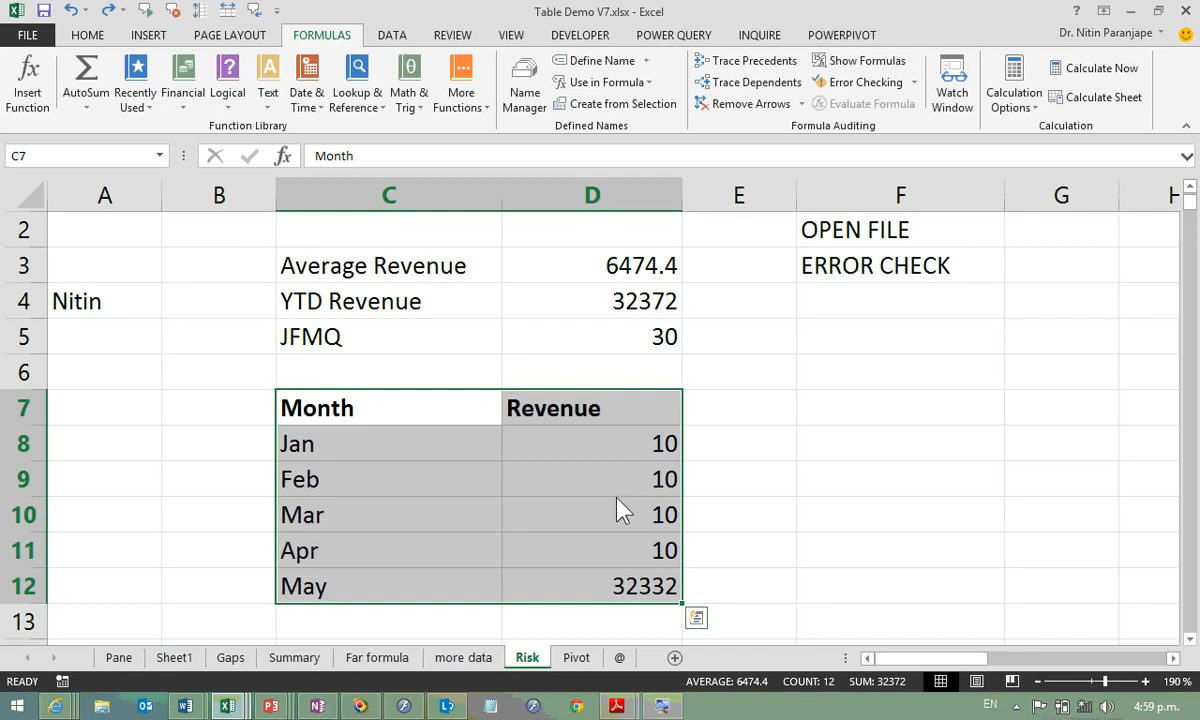 Table Demo V7.xlsx - Excel
FILE HOME INSERT PAGE LAYOUT FORMULAS DATA REVIEW VIEW DEVELOPER POWER QUERY INQUIRE POWERPIVOT Dr. Nitin Paranjape
Insert Function
AutoSum
Recently Used
Financial
Logical
Text
Date & Time
Lookup & Reference
Math & Trig
More Functions
Function Library
Name Manager
Define Name
Use in Formula
Create from Selection
Defined Names
Trace Precedents
Trace Dependents
Remove Arrows
Show Formulas
Error Checking
Evaluate Formula
Formula Auditing
Watch Window
Calculation Options
Calculate Now
Calculate Sheet
Calculation
C7 fx Month
A B C D E F G H
2 OPEN FILE
3 Average Revenue 6474.4 ERROR CHECK
4 Nitin YTD Revenue 32372
5 JFMQ 30
6
7 Month Revenue
8 Jan 10
9 Feb 10
10 Mar 10
11 Apr 10
12 May 32332
13
Pane Sheet1 Gaps Summary Far formula more data Risk Pivot @
READY AVERAGE: 6474.4 COUNT: 12 SUM: 32372 190 %
EN 4:59 p.m.